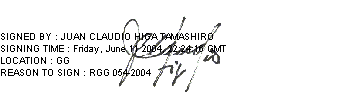 SIGNED BY : JUAN CLAUDIO HIGA TAMASHIRO
SIGNING TIME : Friday, June 11 2004,
GMT
LOCATION : GG
REASON TO SIGN : RGG 054-2004